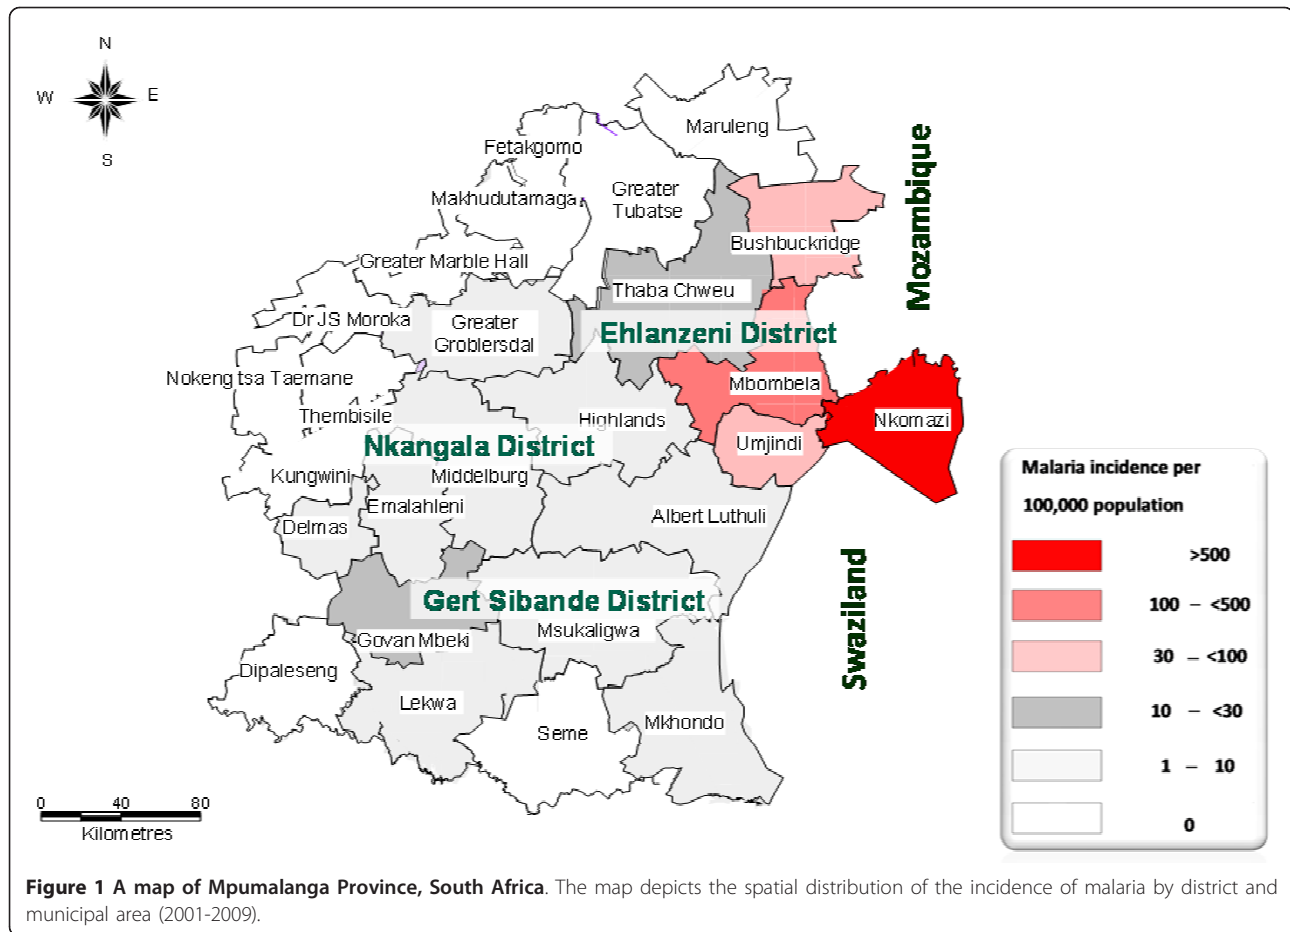 N
W
E
S
Maruleng
Fetakgomo
Greater
Tubatse
Makhudutamaga
Bushbuckridge
Greater Marble Hall
Thaba Chweu
Dr JS Moroka
Greater
Groblersdal
Ehlanzeni District
Nokeng tsa Taemane
Mbombela
Thembisile
Highlands
Nkomazi
Umjindi
Nkangala District
Kungwini
Middelburg
Emalahleni
Delmas
Albert Luthuli
Gert Sibande District
Msukaligwa
Govan Mbeki
Dipaleseng
Lekwa
Seme
Mkhondo
Mozambique
Swaziland
Malaria incidence per
100,000 population
>500
100 – <500
30 – <100
10 – <30
1 – 10
0
0 40 80
Kilometres
Figure 1 A map of Mpumalanga Province, South Africa. The map depicts the spatial distribution of the incidence of malaria by district and
municipal area (2001-2009).